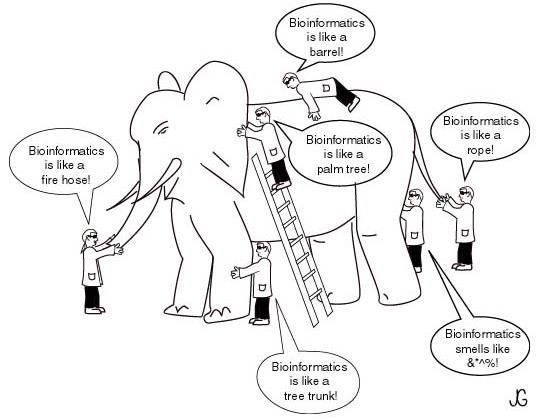 Bioinformatics
is like a
barrel!
Bioinformatics
is like a
palm tree!
Bioinformatics
is like a
rope!
Bioinformatics
is like a
fire hose!
Bioinformatics
smells like
&*^%!
Bioinformatics
is like a
tree trunk!
JG